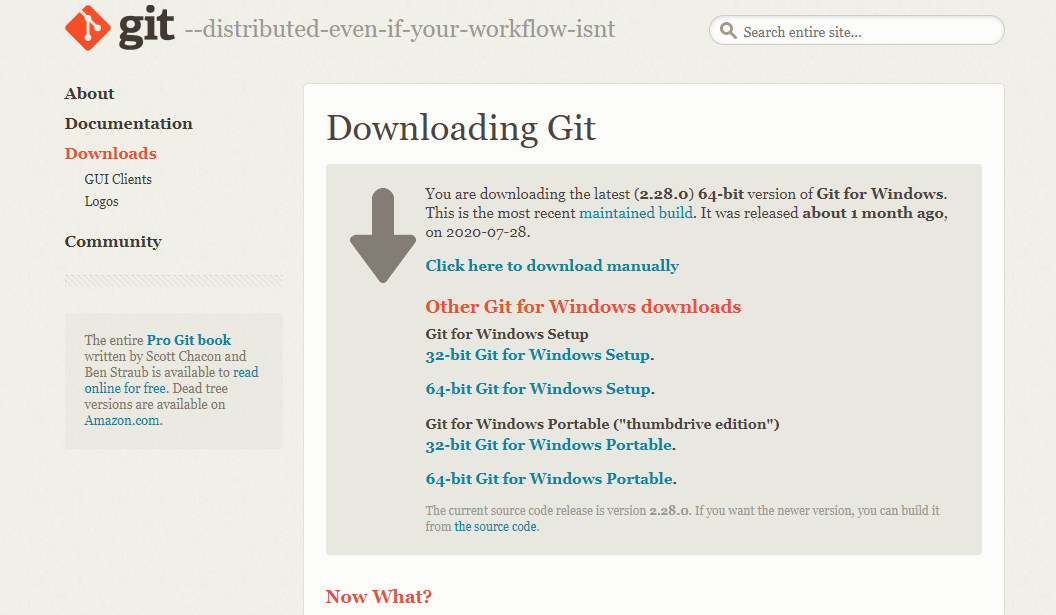 git --distributed-even-if-your-workflow-isnt
Search entire site...
About
Documentation
Downloads
GUI Clients
Logos
Community
The entire Pro Git book
written by Scott Chacon and
Ben Straub is available to read
online for free. Dead tree
versions are available on
Amazon.com.
Downloading Git
You are downloading the latest (2.28.0) 64-bit version of Git for Windows.
This is the most recent maintained build. It was released about 1 month ago,
on 2020-07-28.
Click here to download manually
Other Git for Windows downloads
Git for Windows Setup
32-bit Git for Windows Setup.
64-bit Git for Windows Setup.
Git for Windows Portable ("thumbdrive edition")
32-bit Git for Windows Portable.
64-bit Git for Windows Portable.
The current source code release is version 2.28.0. If you want the newer version, you can build it
from the source code.
Now What?